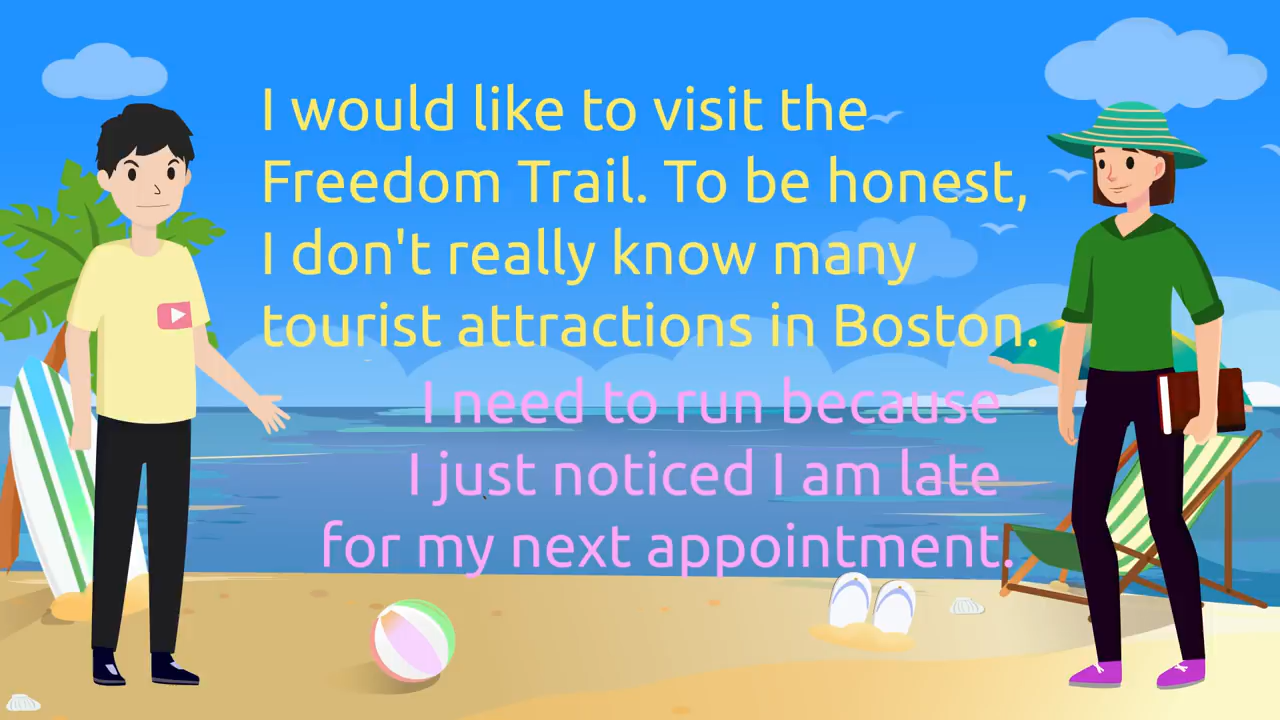 I would like to visit the
Freedom Trail. To be honest,
I don't really know many
tourist attractions in Boston.
I need to run because
I just noticed I am late
for my next appointment.